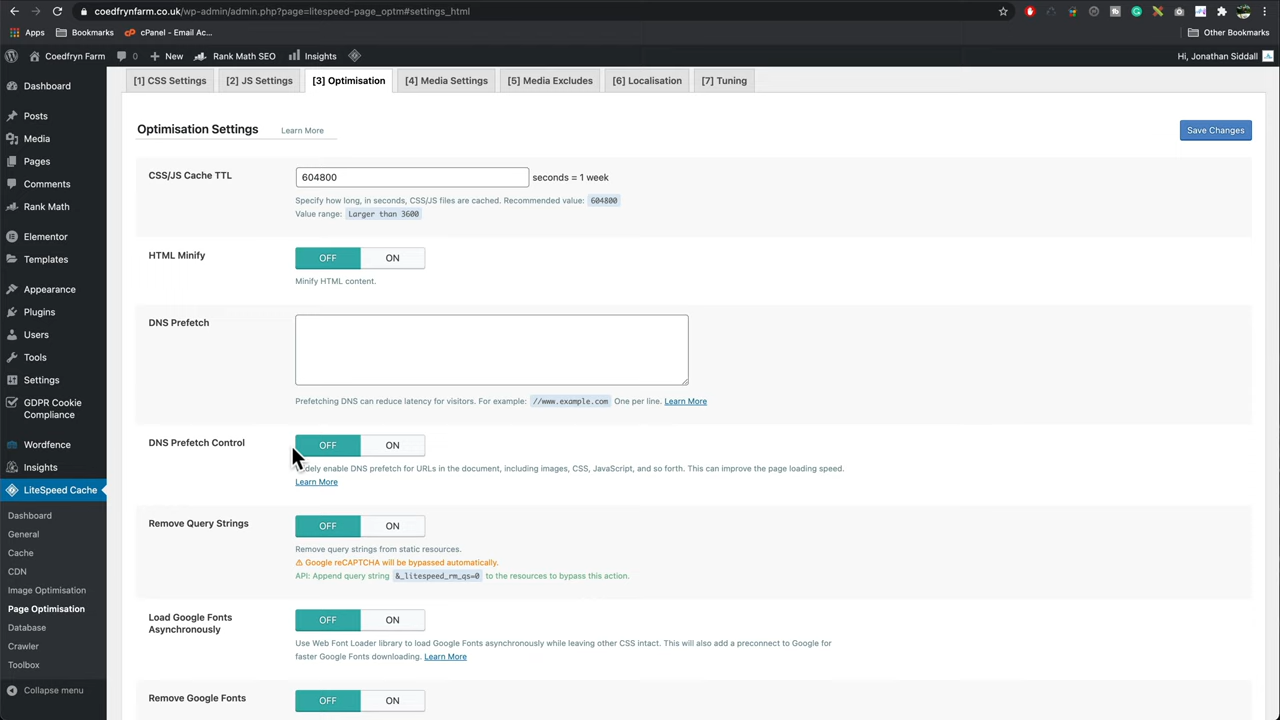 coedfrynfarm.co.uk/wp-admin/admin.php?page=litespeed-page_optm#settings_html
Apps
Bookmarks
cPanel - Email Ac...
Other Bookmarks
Coedfryn Farm
0
New
Rank Math SEO
Insights
Hi, Jonathan Siddall
Dashboard
Posts
Media
Pages
Comments
Rank Math
Elementor
Templates
Appearance
Plugins
Users
Tools
Settings
GDPR Cookie
Compliance
Wordfence
Insights
LiteSpeed Cache
Dashboard
General
Cache
CDN
Image Optimisation
Page Optimisation
Database
Crawler
Toolbox
Collapse menu
[1] CSS Settings
[2] JS Settings
[3] Optimisation
[4] Media Settings
[5] Media Excludes
[6] Localisation
[7] Tuning
Optimisation Settings
Learn More
Save Changes
CSS/JS Cache TTL
604800 seconds = 1 week
Specify how long, in seconds, CSS/JS files are cached. Recommended value: 604800
Value range: Larger than 3600
HTML Minify
OFF ON
Minify HTML content.
DNS Prefetch
Prefetching DNS can reduce latency for visitors. For example: //www.example.com One per line. Learn More
DNS Prefetch Control
OFF ON
enable DNS prefetch for URLs in the document, including images, CSS, JavaScript, and so forth. This can improve the page loading speed.
Learn More
Remove Query Strings
OFF ON
Remove query strings from static resources.
⚠ Google reCAPTCHA will be bypassed automatically.
API: Append query string &_litespeed_rm_qs=0 to the resources to bypass this action.
Load Google Fonts
Asynchronously
OFF ON
Use Web Font Loader library to load Google Fonts asynchronously while leaving other CSS intact. This will also add a preconnect to Google for
faster Google Fonts downloading. Learn More
Remove Google Fonts
OFF ON